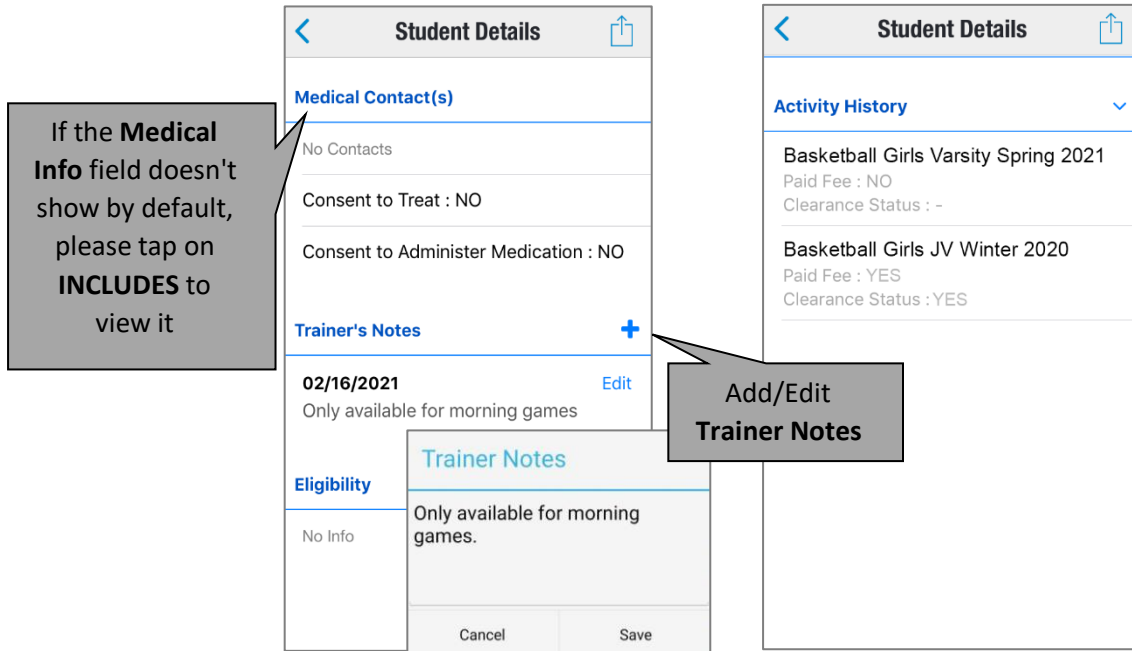 If the Medical
Info field doesn't
show by default,
please tap on
INCLUDES to
view it
Student Details
Medical Contact(s)
No Contacts
Consent to Treat : NO
Consent to Administer Medication : NO
Trainer's Notes
02/16/2021 Edit
Only available for morning games
Eligibility
No Info
Trainer Notes
Only available for morning
games.
Cancel Save
Add/Edit
Trainer Notes
Student Details
Activity History
Basketball Girls Varsity Spring 2021
Paid Fee : NO
Clearance Status : -
Basketball Girls JV Winter 2020
Paid Fee : YES
Clearance Status : YES